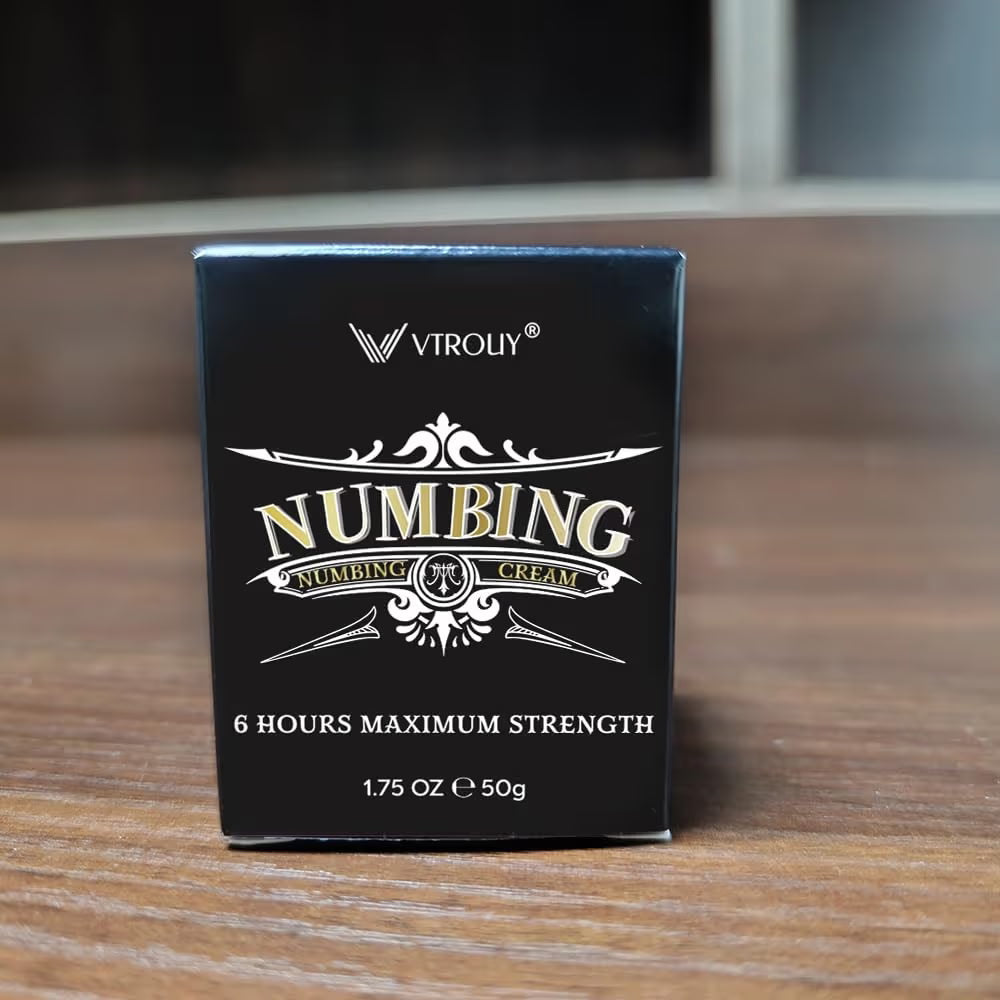 VTROUY®
NUMBING
NUMBING CREAM
6 HOURS MAXIMUM STRENGTH
1.75 OZ ℮ 50g